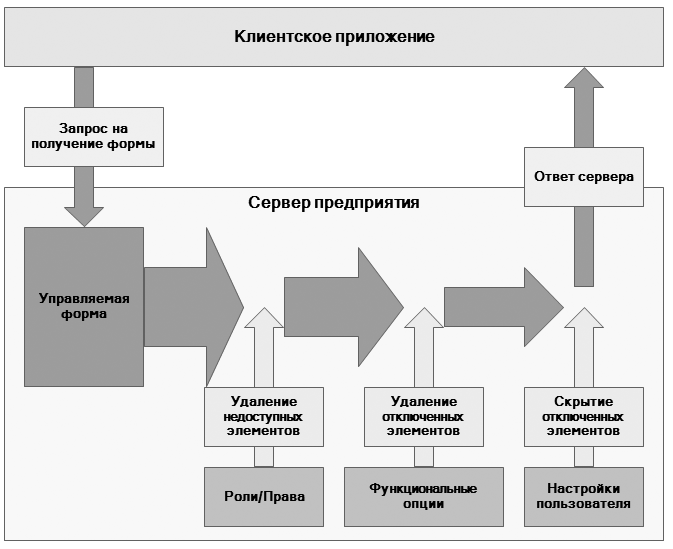 Клиентское приложение
Запрос на
получение формы
Ответ сервера
Сервер предприятия
Управляемая
форма
Удаление
недоступных
элементов
Удаление
отключенных
элементов
Скрытие
отключенных
элементов
Роли/Права
Функциональные
опции
Настройки
пользователя